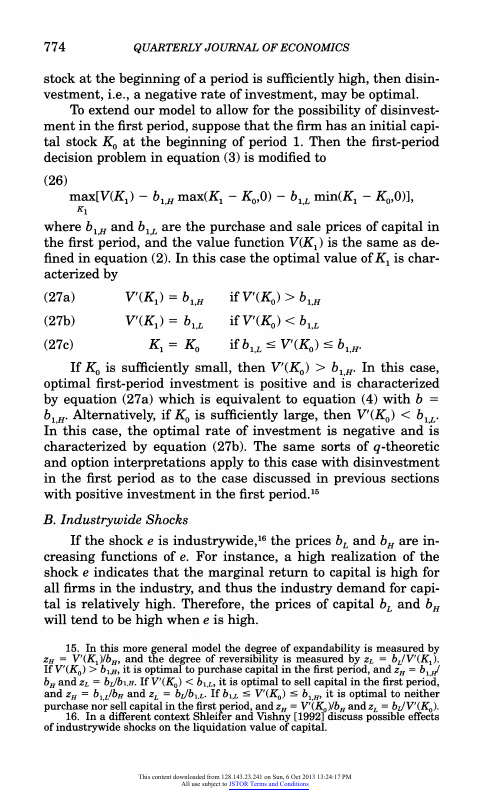 774 QUARTERLY JOURNAL OF ECONOMICS
stock at the beginning of a period is sufficiently high, then disin-
vestment, i.e., a negative rate of investment, may be optimal.
To extend our model to allow for the possibility of disinvest-
ment in the first period, suppose that the firm has an initial capi-
tal stock K₀ at the beginning of period 1. Then the first-period
decision problem in equation (3) is modified to
(26)
max[V(K₁) − b₁,H max(K₁ − K₀,0) − b₁,L min(K₁ − K₀,0)],
K₁
where b₁,H and b₁,L are the purchase and sale prices of capital in
the first period, and the value function V(K₁) is the same as de-
fined in equation (2). In this case the optimal value of K₁ is char-
acterized by
(27a) V′(K₁) = b₁,H if V′(K₀) > b₁,H
(27b) V′(K₁) = b₁,L if V′(K₀) < b₁,L
(27c) K₁ = K₀ if b₁,L ≤ V′(K₀) ≤ b₁,H.
If K₀ is sufficiently small, then V′(K₀) > b₁,H. In this case,
optimal first-period investment is positive and is characterized
by equation (27a) which is equivalent to equation (4) with b =
b₁,H. Alternatively, if K₀ is sufficiently large, then V′(K₀) < b₁,L.
In this case, the optimal rate of investment is negative and is
characterized by equation (27b). The same sorts of q-theoretic
and option interpretations apply to this case with disinvestment
in the first period as to the case discussed in previous sections
with positive investment in the first period.¹⁵
B. Industrywide Shocks
If the shock e is industrywide,¹⁶ the prices b_L and b_H are in-
creasing functions of e. For instance, a high realization of the
shock e indicates that the marginal return to capital is high for
all firms in the industry, and thus the industry demand for capi-
tal is relatively high. Therefore, the prices of capital b_L and b_H
will tend to be high when e is high.
15. In this more general model the degree of expandability is measured by
z_H = V′(K₁)/b_H, and the degree of reversibility is measured by z_L = b_L/V′(K₁).
If V′(K₀) > b₁,H, it is optimal to purchase capital in the first period, and z_H = b₁,H/
b_H and z_L = b_L/b₁,H. If V′(K₀) < b₁,L, it is optimal to sell capital in the first period,
and z_H = b₁,L/b_H and z_L = b_L/b₁,L. If b₁,L ≤ V′(K₀) ≤ b₁,H, it is optimal to neither
purchase nor sell capital in the first period, and z_H = V′(K₀)/b_H and z_L = b_L/V′(K₀).
16. In a different context Shleifer and Vishny [1992] discuss possible effects
of industrywide shocks on the liquidation value of capital.
This content downloaded from 128.143.23.241 on Sun, 6 Oct 2013 13:24:17 PM
All use subject to JSTOR Terms and Conditions